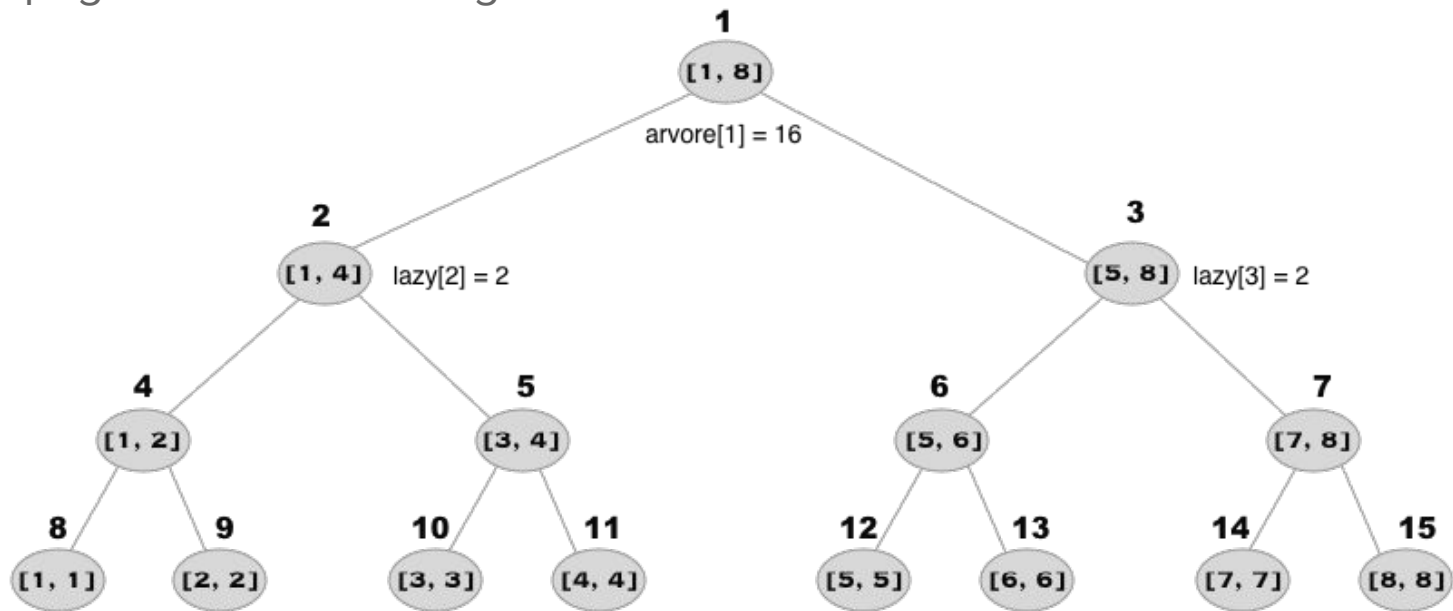 1
[1, 8]
arvore[1] = 16
2 3
[1, 4] lazy[2] = 2 [5, 8] lazy[3] = 2
4 5 6 7
[1, 2] [3, 4] [5, 6] [7, 8]
8 9 10 11 12 13 14 15
[1, 1] [2, 2] [3, 3] [4, 4] [5, 5] [6, 6] [7, 7] [8, 8]